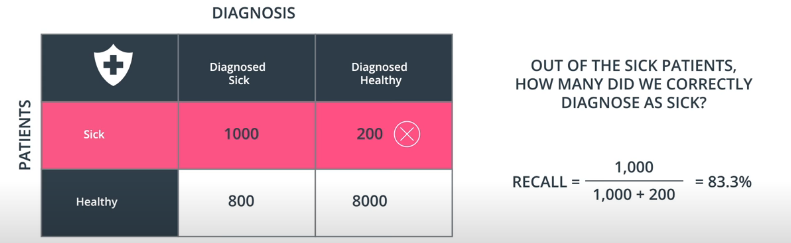 DIAGNOSIS
PATIENTS
Diagnosed
Sick
Diagnosed
Healthy
Sick
1000
200
Healthy
800
8000
OUT OF THE SICK PATIENTS,
HOW MANY DID WE CORRECTLY
DIAGNOSE AS SICK?
RECALL = 1,000 / 1,000 + 200 = 83.3%